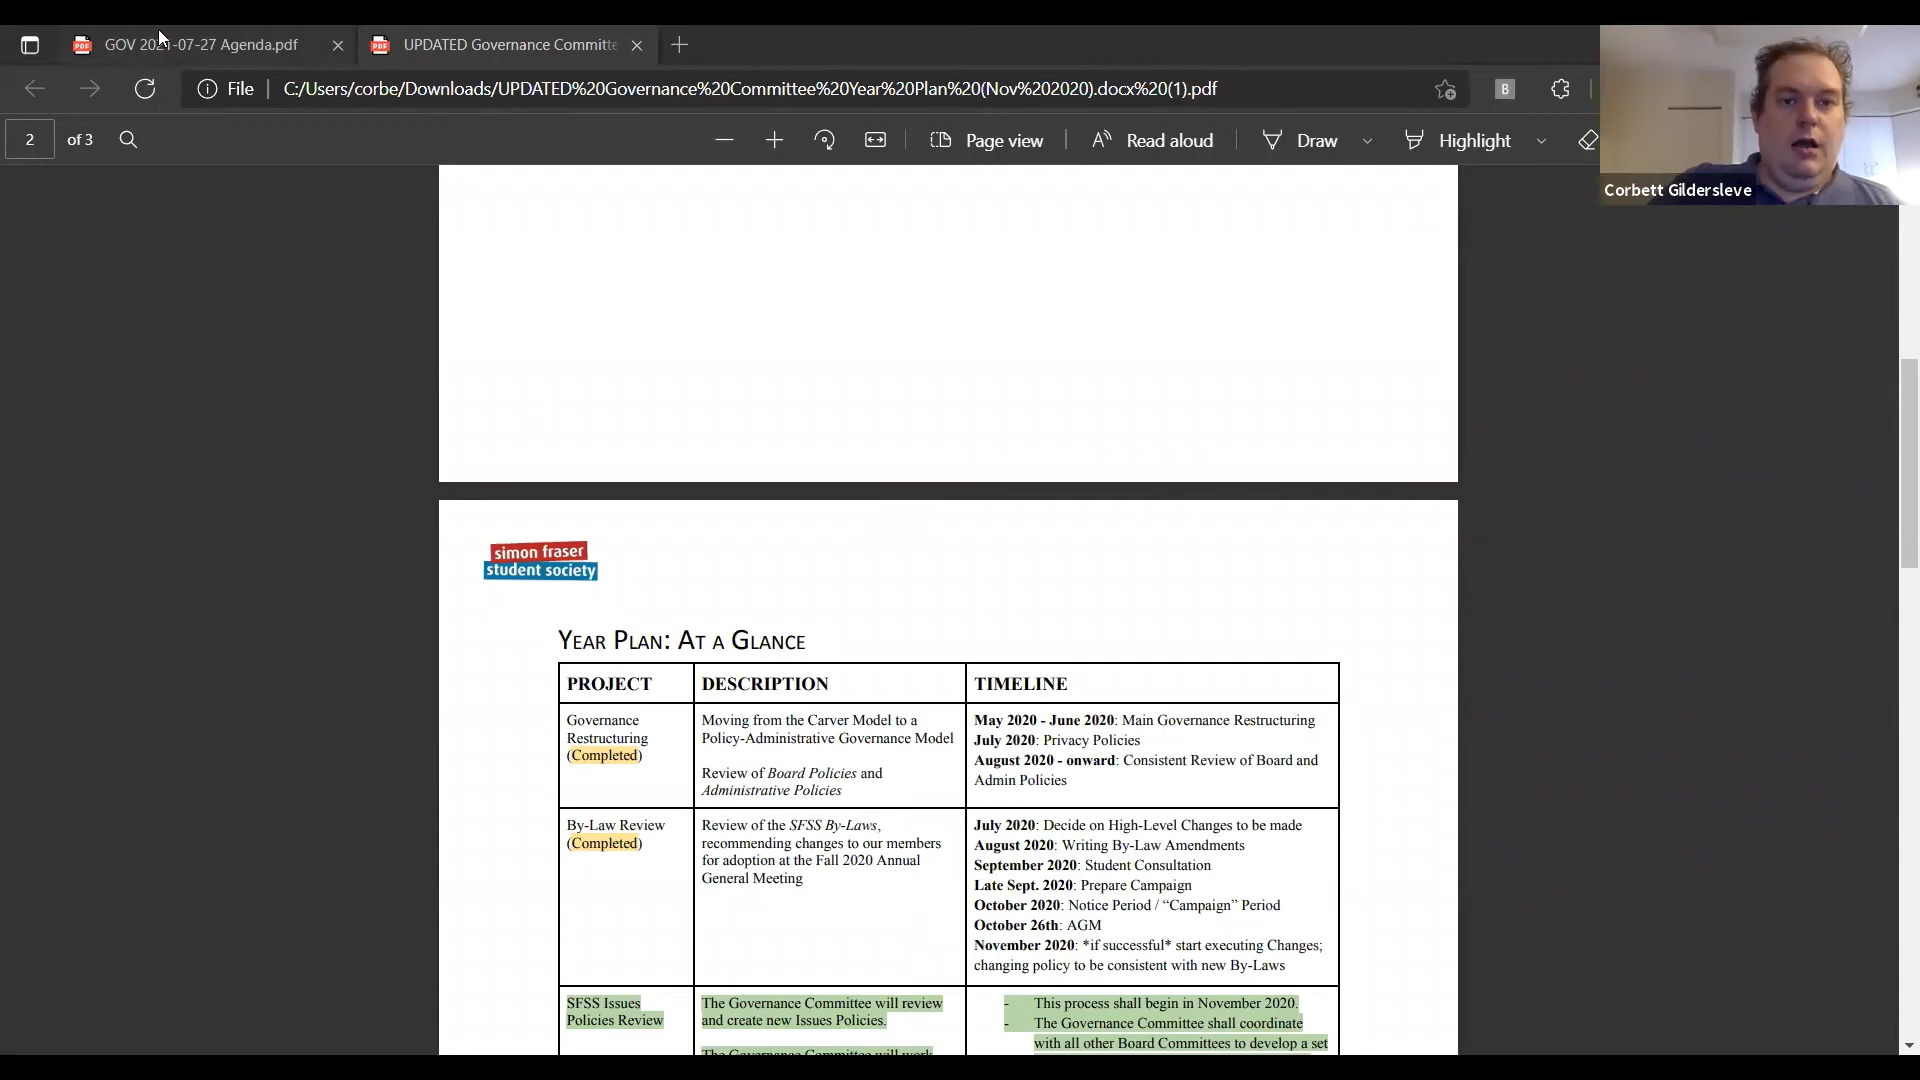 GOV 2021-07-27 Agenda.pdf
UPDATED Governance Committe
File
C:/Users/corbe/Downloads/UPDATED%20Governance%20Committee%20Year%20Plan%20(Nov%202020).docx%20(1).pdf
B
2 of 3
Page view
Read aloud
Draw
Highlight
Corbett Gildersleve
simon fraser
student society
YEAR PLAN: AT A GLANCE
PROJECT DESCRIPTION TIMELINE
Governance
Restructuring
(Completed)
Moving from the Carver Model to a
Policy-Administrative Governance Model
Review of Board Policies and
Administrative Policies
May 2020 - June 2020: Main Governance Restructuring
July 2020: Privacy Policies
August 2020 - onward: Consistent Review of Board and
Admin Policies
By-Law Review
(Completed)
Review of the SFSS By-Laws,
recommending changes to our members
for adoption at the Fall 2020 Annual
General Meeting
July 2020: Decide on High-Level Changes to be made
August 2020: Writing By-Law Amendments
September 2020: Student Consultation
Late Sept. 2020: Prepare Campaign
October 2020: Notice Period / “Campaign” Period
October 26th: AGM
November 2020: *if successful* start executing Changes;
changing policy to be consistent with new By-Laws
SFSS Issues
Policies Review
The Governance Committee will review
and create new Issues Policies.
The Governance Committee will work
- This process shall begin in November 2020.
- The Governance Committee shall coordinate
with all other Board Committees to develop a set